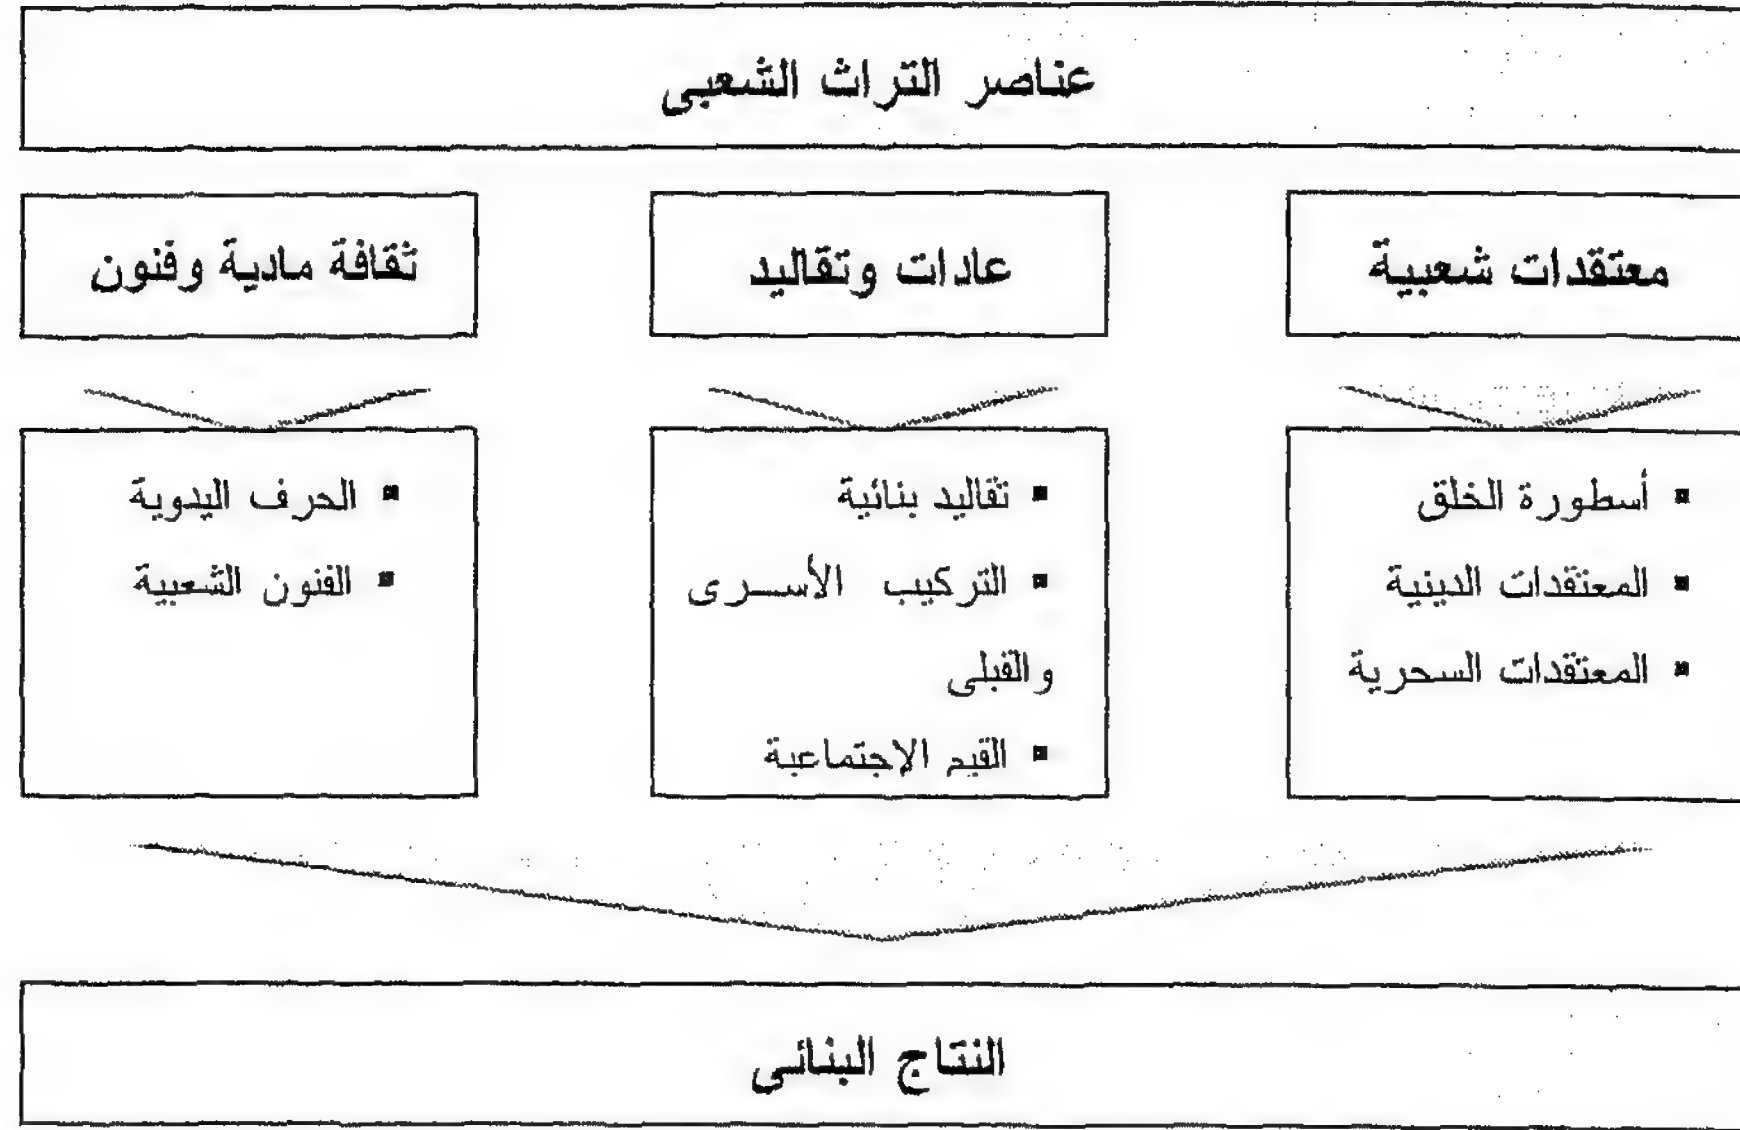 عناصر التراث الشعبى
معتقدات شعبية
عادات وتقاليد
ثقافة مادية وفنون
▪ أسطورة الخلق
▪ المعتقدات الدينية
▪ المعتقدات السحرية
▪ تقاليد بنائية
▪ التركيب الأسرى
والقبلى
▪ القيم الإجتماعية
▪ الحرف اليدوية
▪ الفنون الشعبية
النتاج البنائى